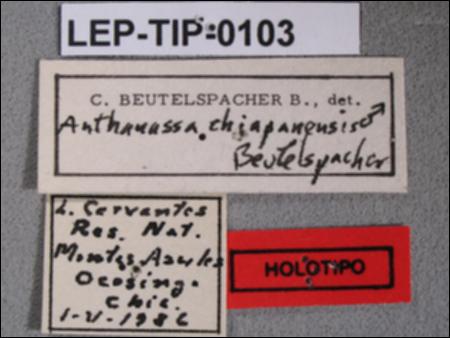 LEP-TIP-0103
C. BEUTELSPACHER B., det.
Anthanassa chiapanensis ♂
Beutelspacher
L. Cervantes
Res. Nat.
Montes Azules
Ocosingo
Chis.
1-V-1986
HOLOTIPO